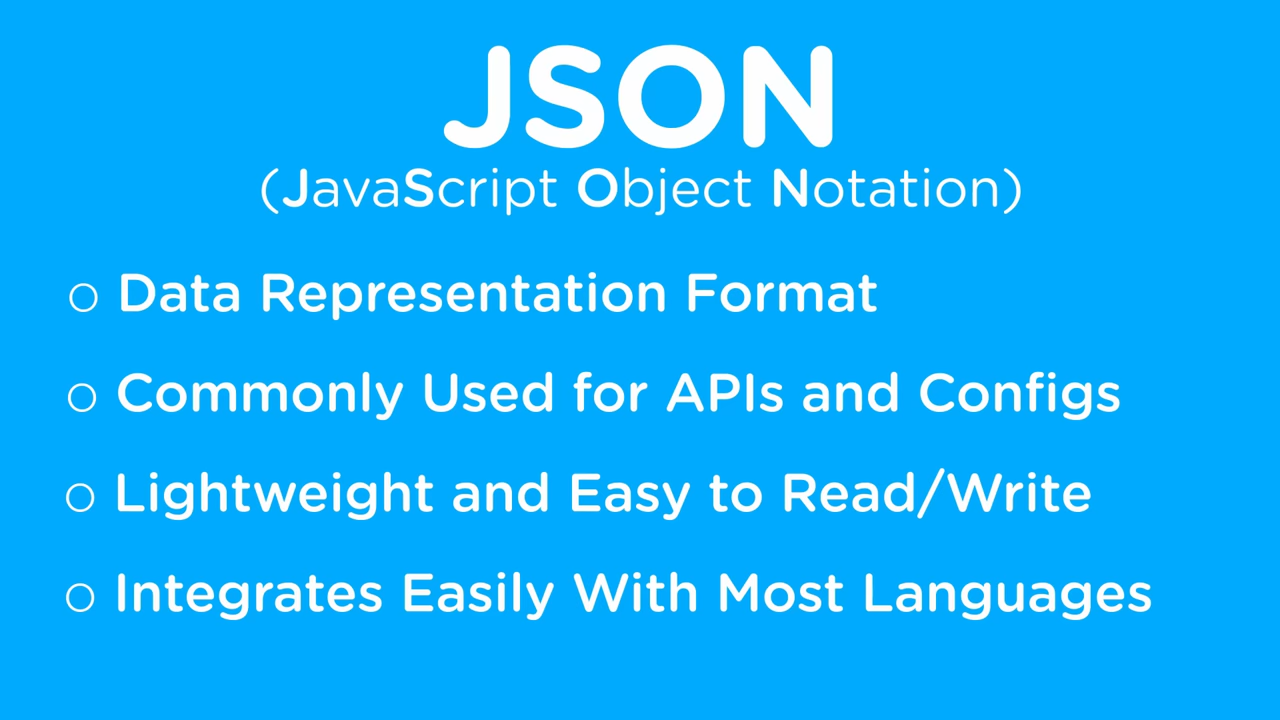 JSON
(JavaScript Object Notation)
○ Data Representation Format
○ Commonly Used for APIs and Configs
○ Lightweight and Easy to Read/Write
○ Integrates Easily With Most Languages